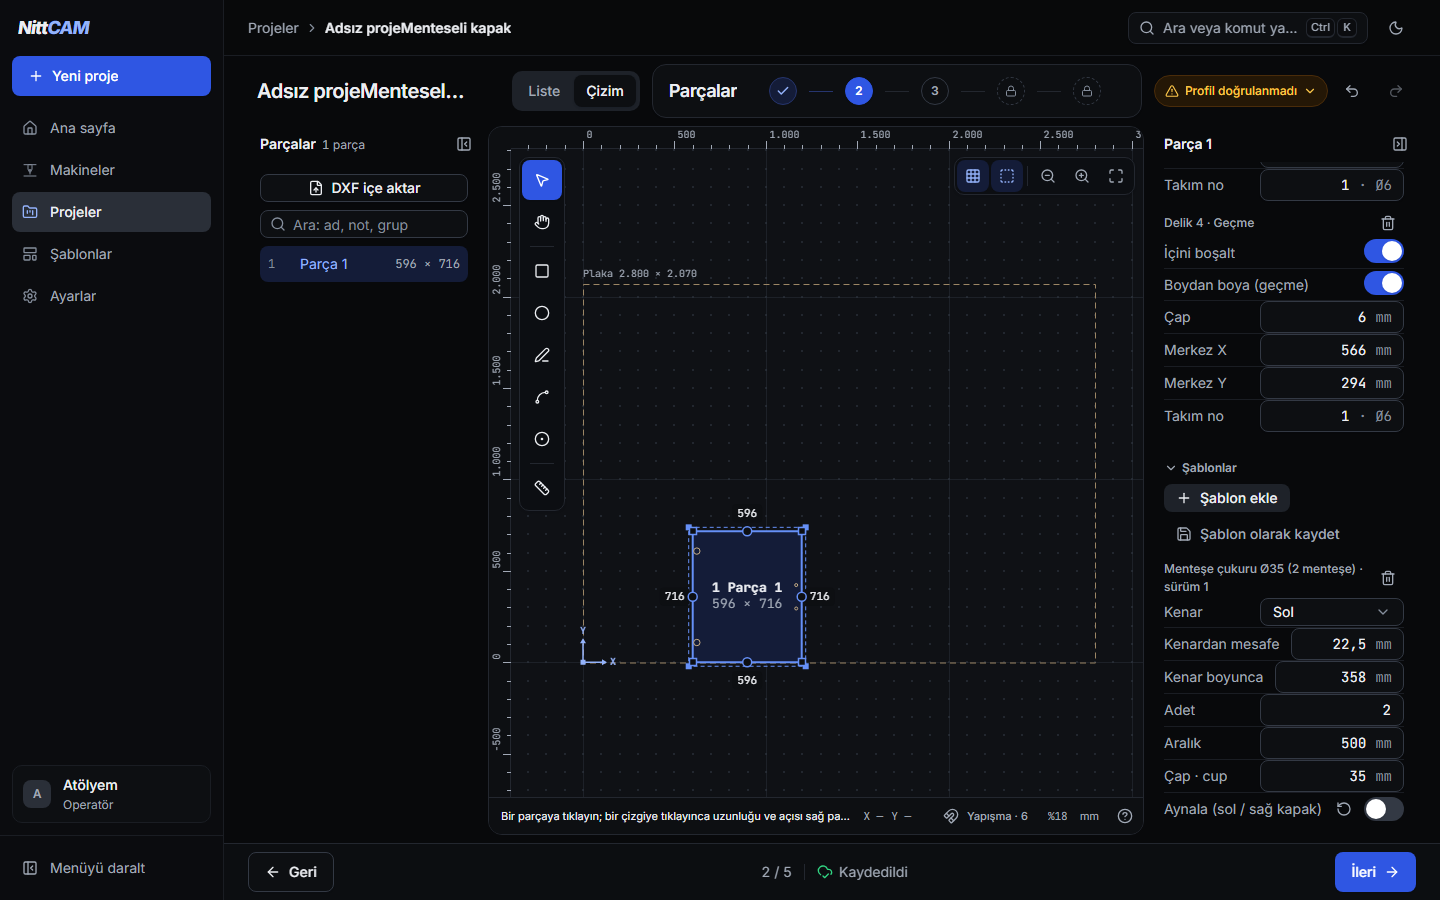 NittCAM
Yeni proje
Ana sayfa
Makineler
Projeler
Şablonlar
Ayarlar
A
Atölyem
Operatör
Menüyü daralt
Projeler > Adsız projeMenteseli kapak
Ara veya komut ya... Ctrl K
Adsız projeMentesel...
Liste Çizim
Parçalar 2 3
Profil doğrulanmadı
Parçalar 1 parça
DXF içe aktar
Ara: ad, not, grup
1 Parça 1 596 × 716
0 500 1.000 1.500 2.000 2.500 3
2.500
2.000
1.500
1.000
500
0
-500
Plaka 2.800 × 2.070
596
1 Parça 1
596 × 716
716 716
596
Y
X
Bir parçaya tıklayın; bir çizgiye tıklayınca uzunluğu ve açısı sağ pa... X — Y — Yapışma · 6 %18 mm
Parça 1
Takım no 1 · Ø6
Delik 4 · Geçme
İçini boşalt
Boydan boya (geçme)
Çap 6 mm
Merkez X 566 mm
Merkez Y 294 mm
Takım no 1 · Ø6
Şablonlar
Şablon ekle
Şablon olarak kaydet
Menteşe çukuru Ø35 (2 menteşe) ·
sürüm 1
Kenar Sol
Kenardan mesafe 22,5 mm
Kenar boyunca 358 mm
Adet 2
Aralık 500 mm
Çap · cup 35 mm
Aynala (sol / sağ kapak)
Geri
2 / 5 Kaydedildi
İleri